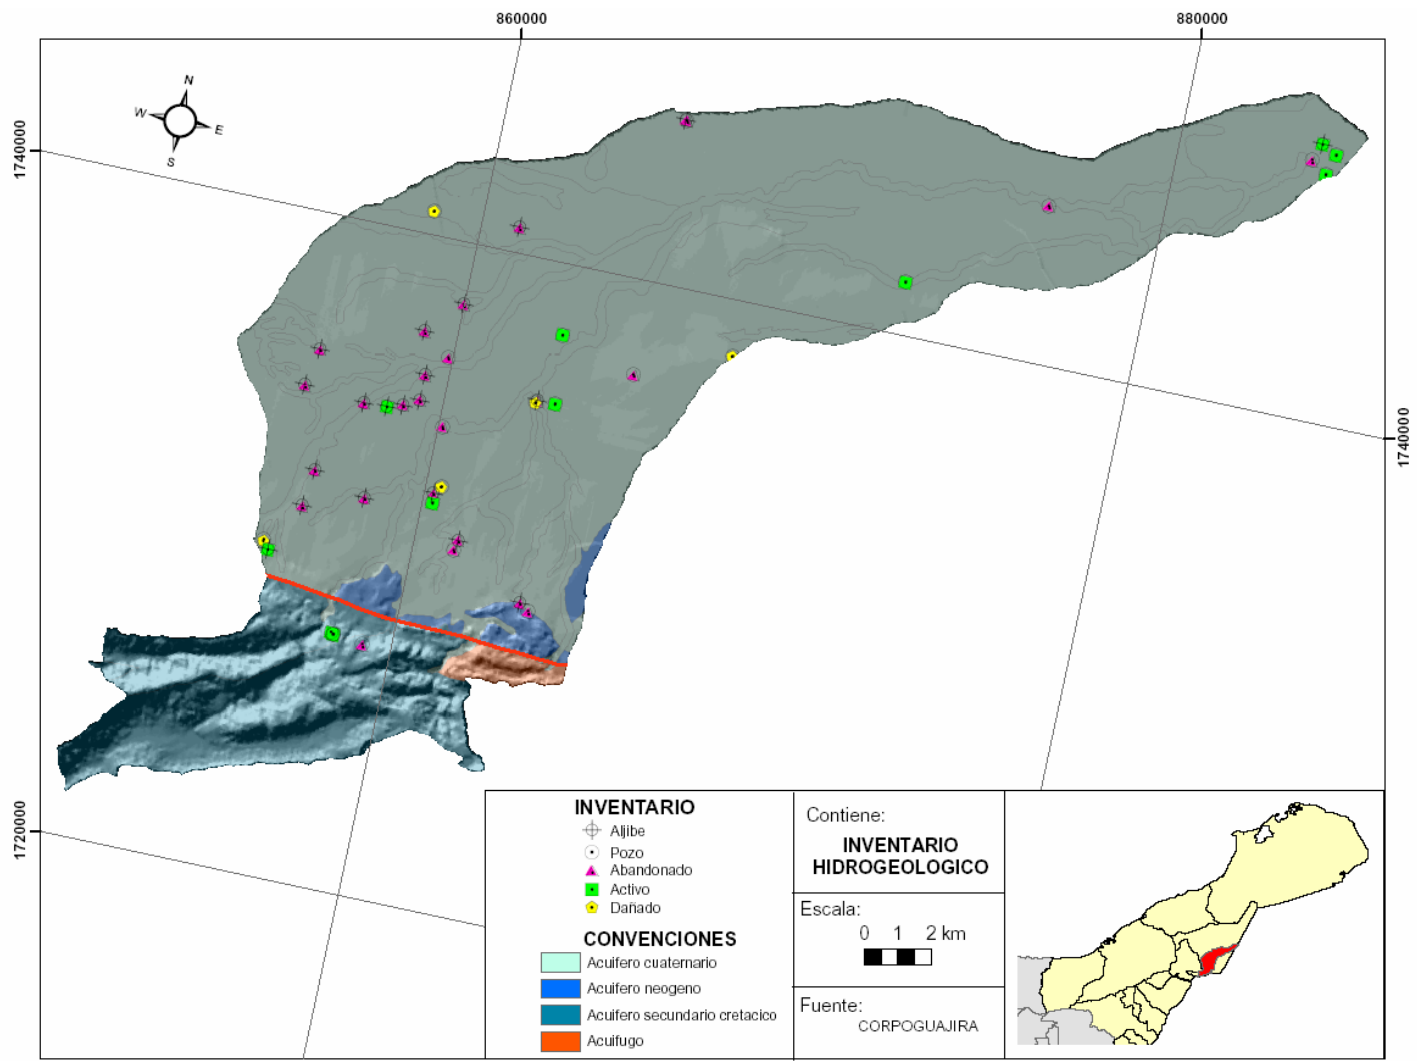 860000
880000
N
W
E
S
1740000
1740000
1720000
INVENTARIO
Aljibe
Pozo
Abandonado
Activo
Dañado
CONVENCIONES
Acuifero cuaternario
Acuifero neogeno
Acuifero secundario cretacico
Acuifugo
Contiene:
INVENTARIO
HIDROGEOLOGICO
Escala:
0 1 2 km
Fuente:
CORPOGUAJIRA